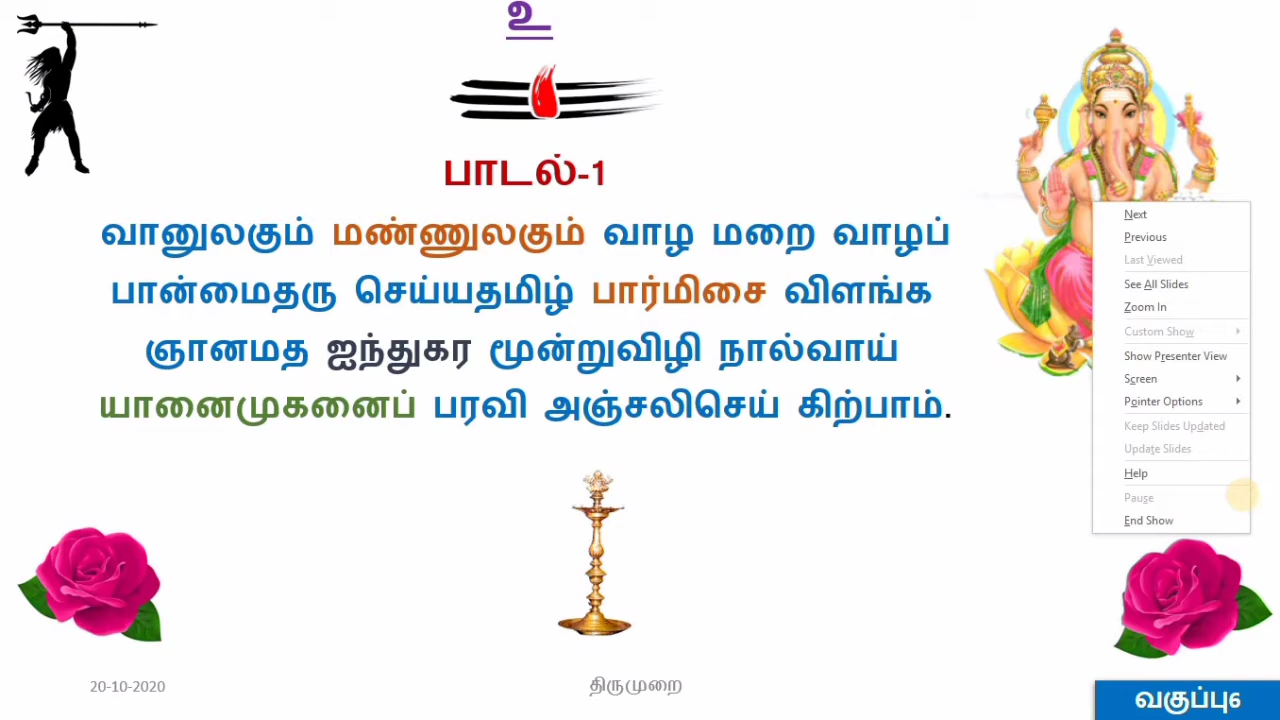 உ
பாடல்-1
வானுலகும் மண்ணுலகும் வாழ மறை வாழப்
பான்மைதரு செய்யதமிழ் பார்மிசை விளங்க
ஞானமத ஐந்துகர மூன்றுவிழி நால்வாய்
யானைமுகனைப் பரவி அஞ்சலிசெய் கிற்பாம்.
Next
Previous
Last Viewed
See All Slides
Zoom In
Custom Show
Show Presenter View
Screen
Pointer Options
Keep Slides Updated
Update Slides
Help
Pause
End Show
20-10-2020
திருமுறை
வகுப்பு6